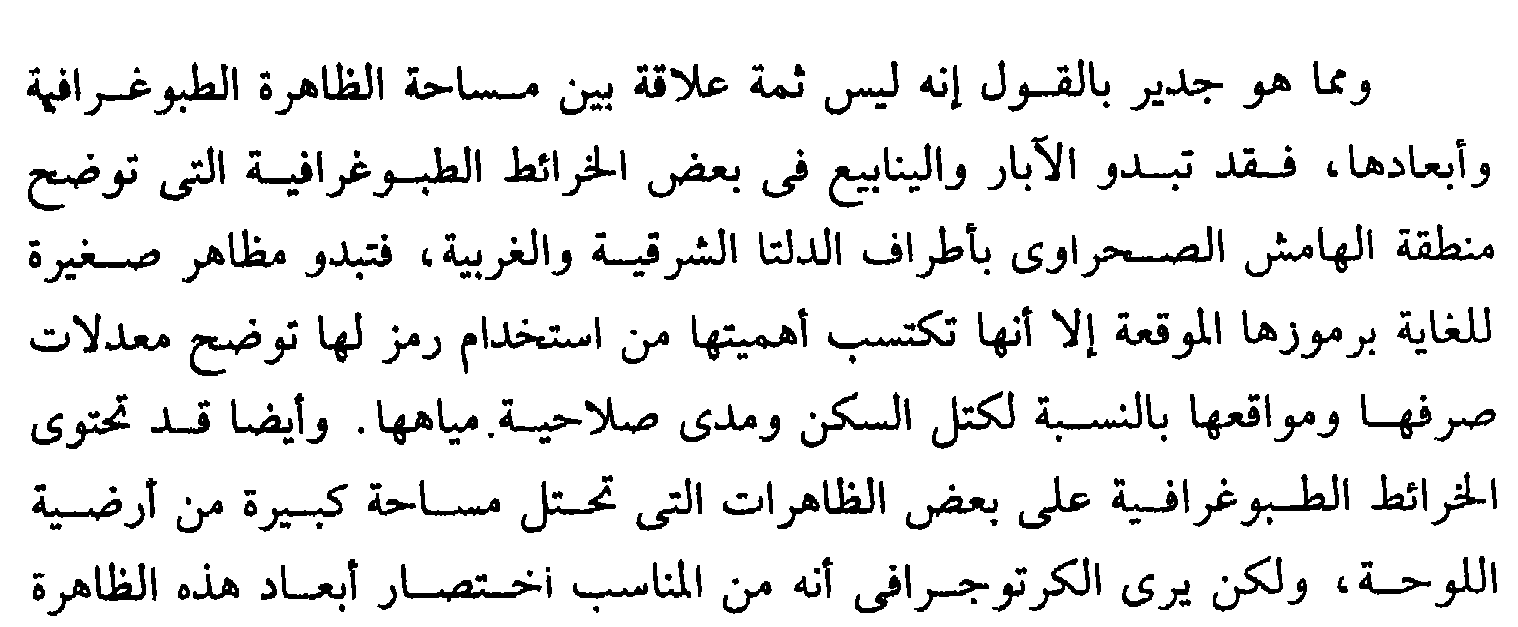 ومما هو جدير بالقول إنه ليس ثمة علاقة بين مساحة الظاهرة الطبوغرافية
وأبعادها، فقد تبدو الآبار والينابيع فى بعض الخرائط الطبوغرافية التى توضح
منطقة الهامش الصحراوى بأطراف الدلتا الشرقية والغربية، فتبدو مظاهر صغيرة
للغاية برموزها الموقعة إلا أنها تكتسب أهميتها من استخدام رمز لها توضح معدلات
صرفها ومواقعها بالنسبة لكتل السكن ومدى صلاحية مياهها. وأيضا قد تحتوى
الخرائط الطبوغرافية على بعض الظاهرات التى تحتل مساحة كبيرة من أرضية
اللوحة، ولكن يرى الكرتوجرافى أنه من المناسب اختصار أبعاد هذه الظاهرة